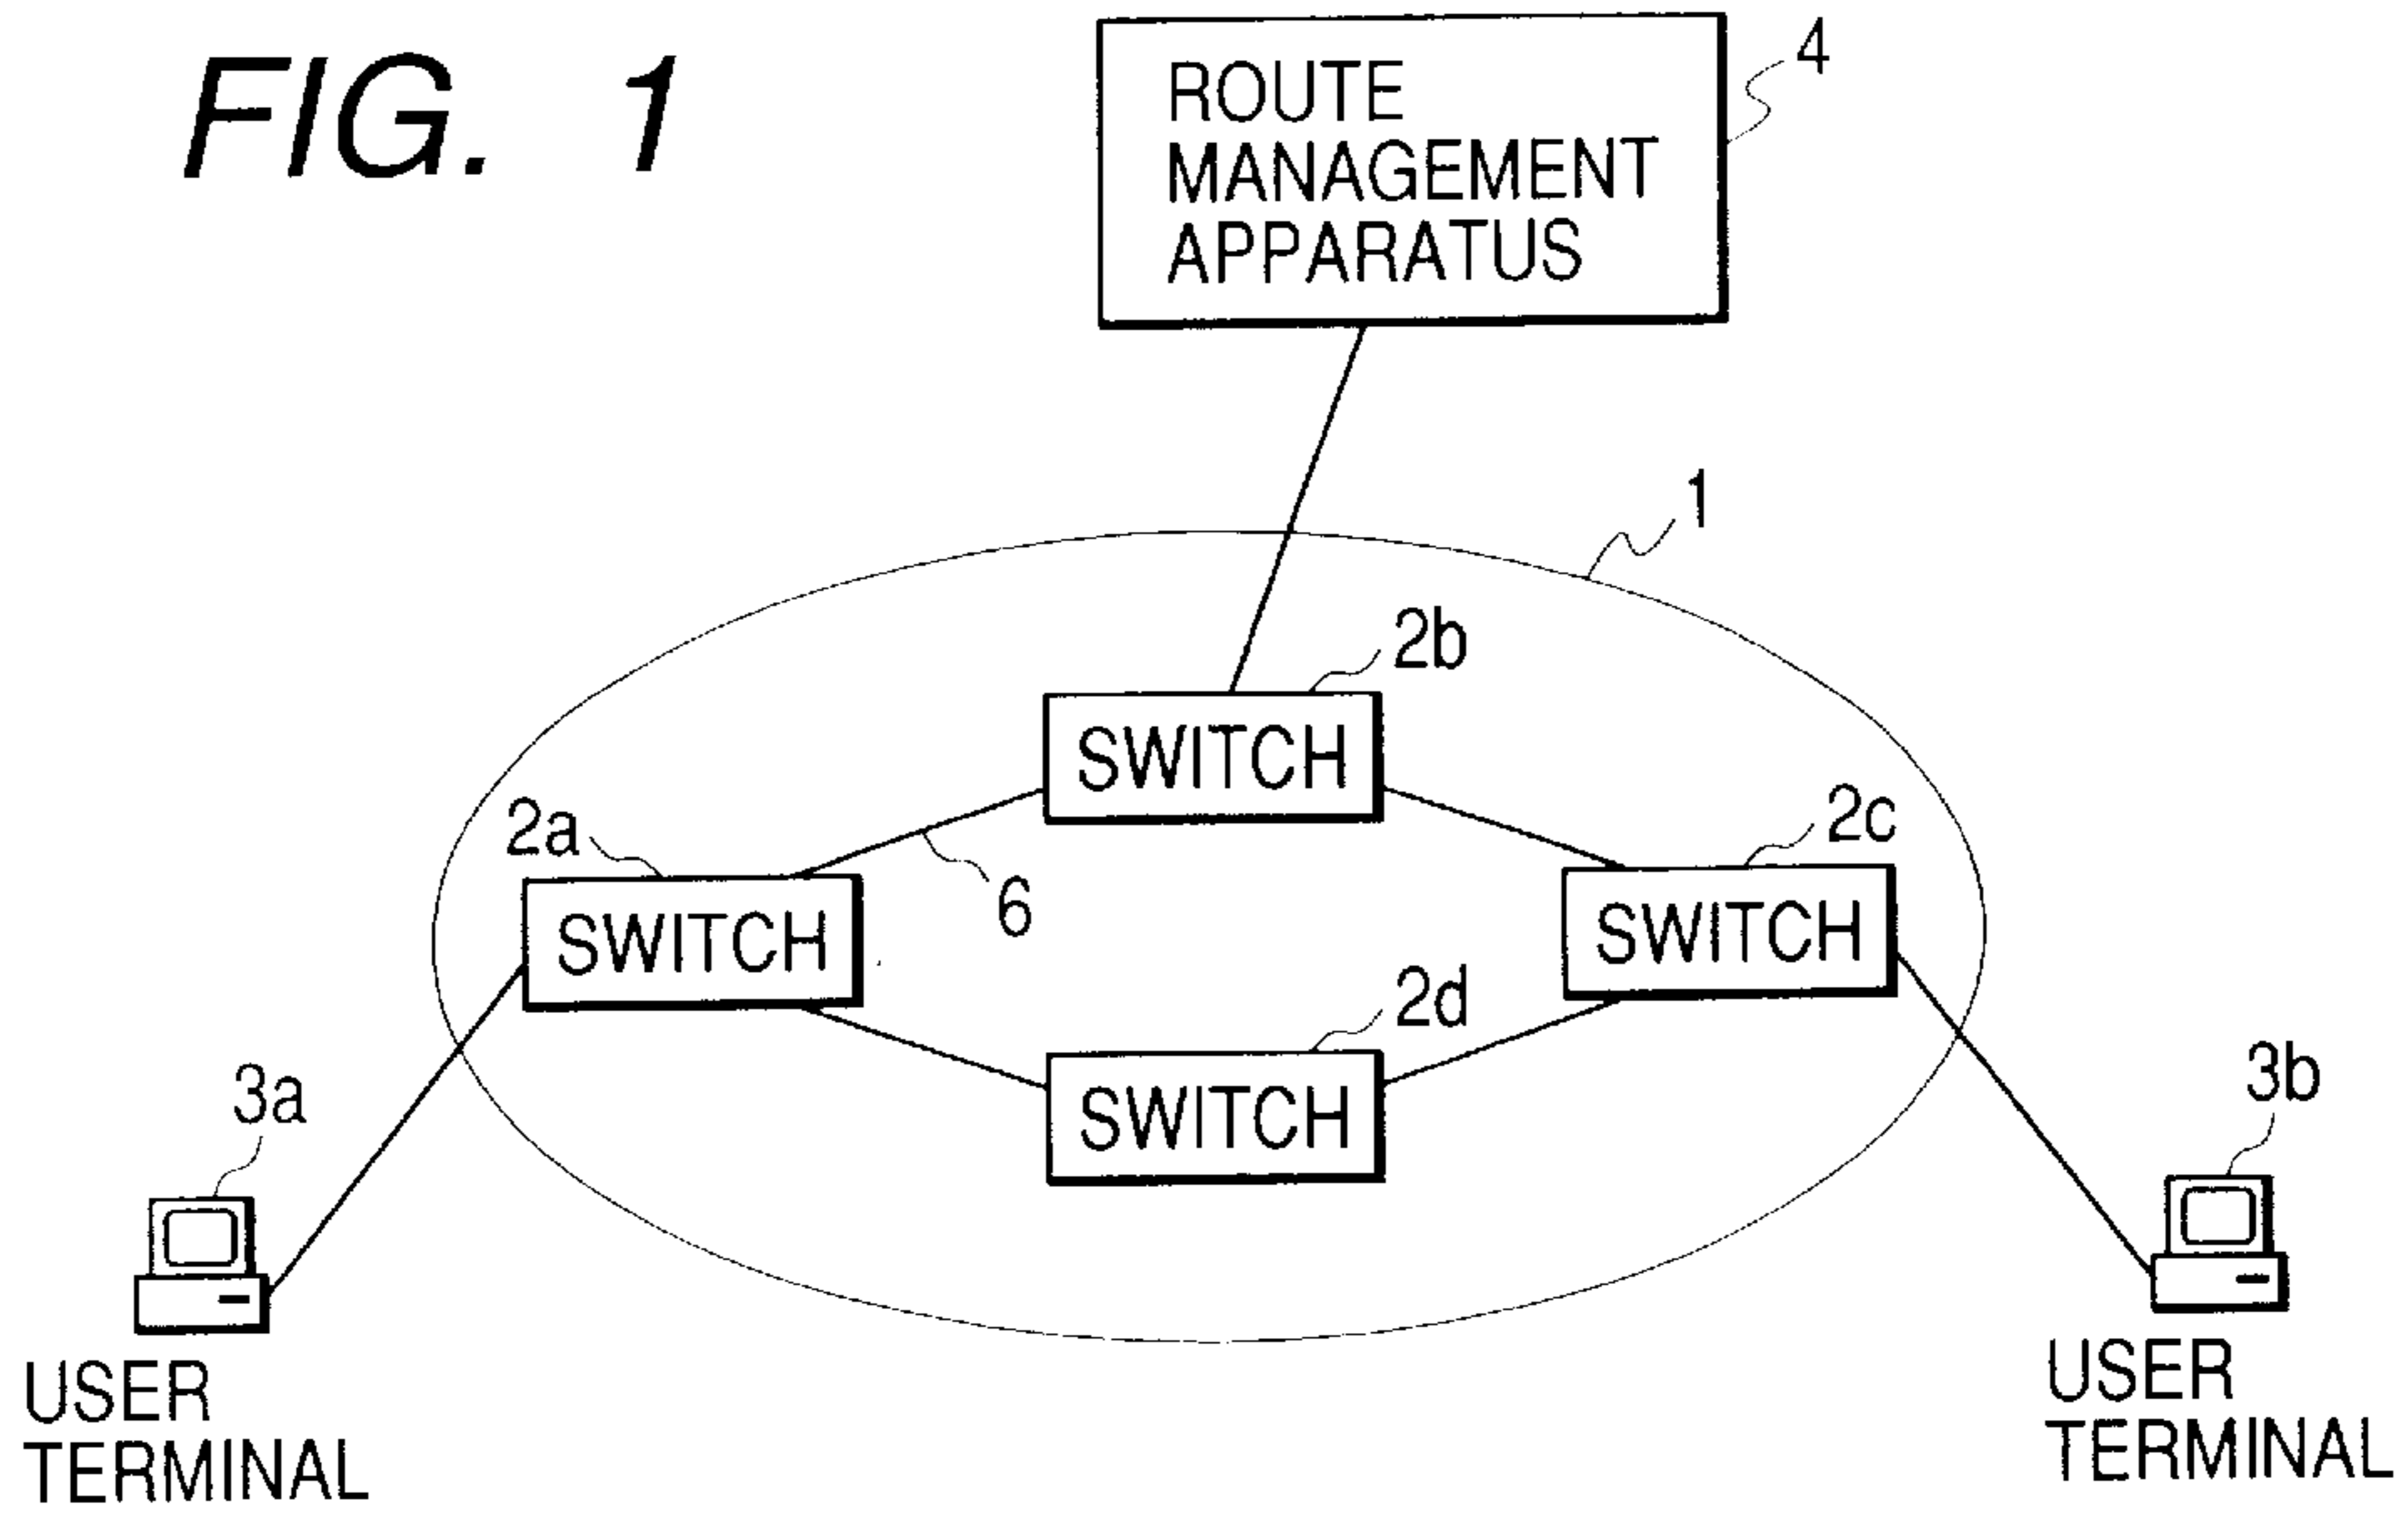 FIG. 1
ROUTE
MANAGEMENT
APPARATUS
4
1
2b
SWITCH
2a
SWITCH
6
2c
SWITCH
2d
SWITCH
3a
USER
TERMINAL
3b
USER
TERMINAL